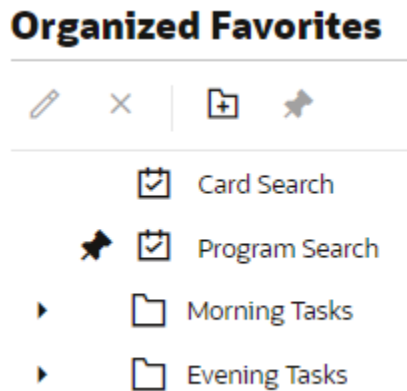 Organized Favorites
Card Search
Program Search
Morning Tasks
Evening Tasks